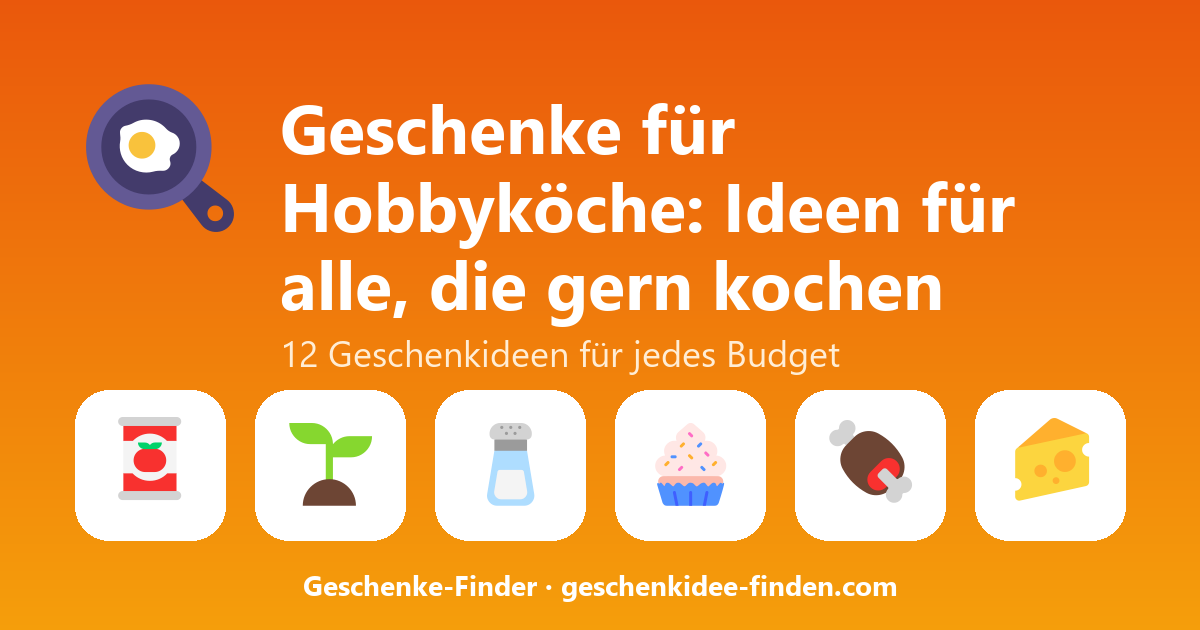 Geschenke für
Hobbyköche: Ideen für
alle, die gern kochen
12 Geschenkideen für jedes Budget
Geschenke-Finder · geschenkidee-finden.com